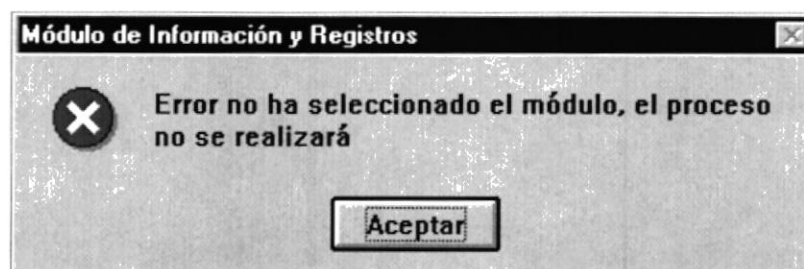 Módulo de Información y Registros
Error no ha seleccionado el módulo, el proceso
no se realizará
Aceptar